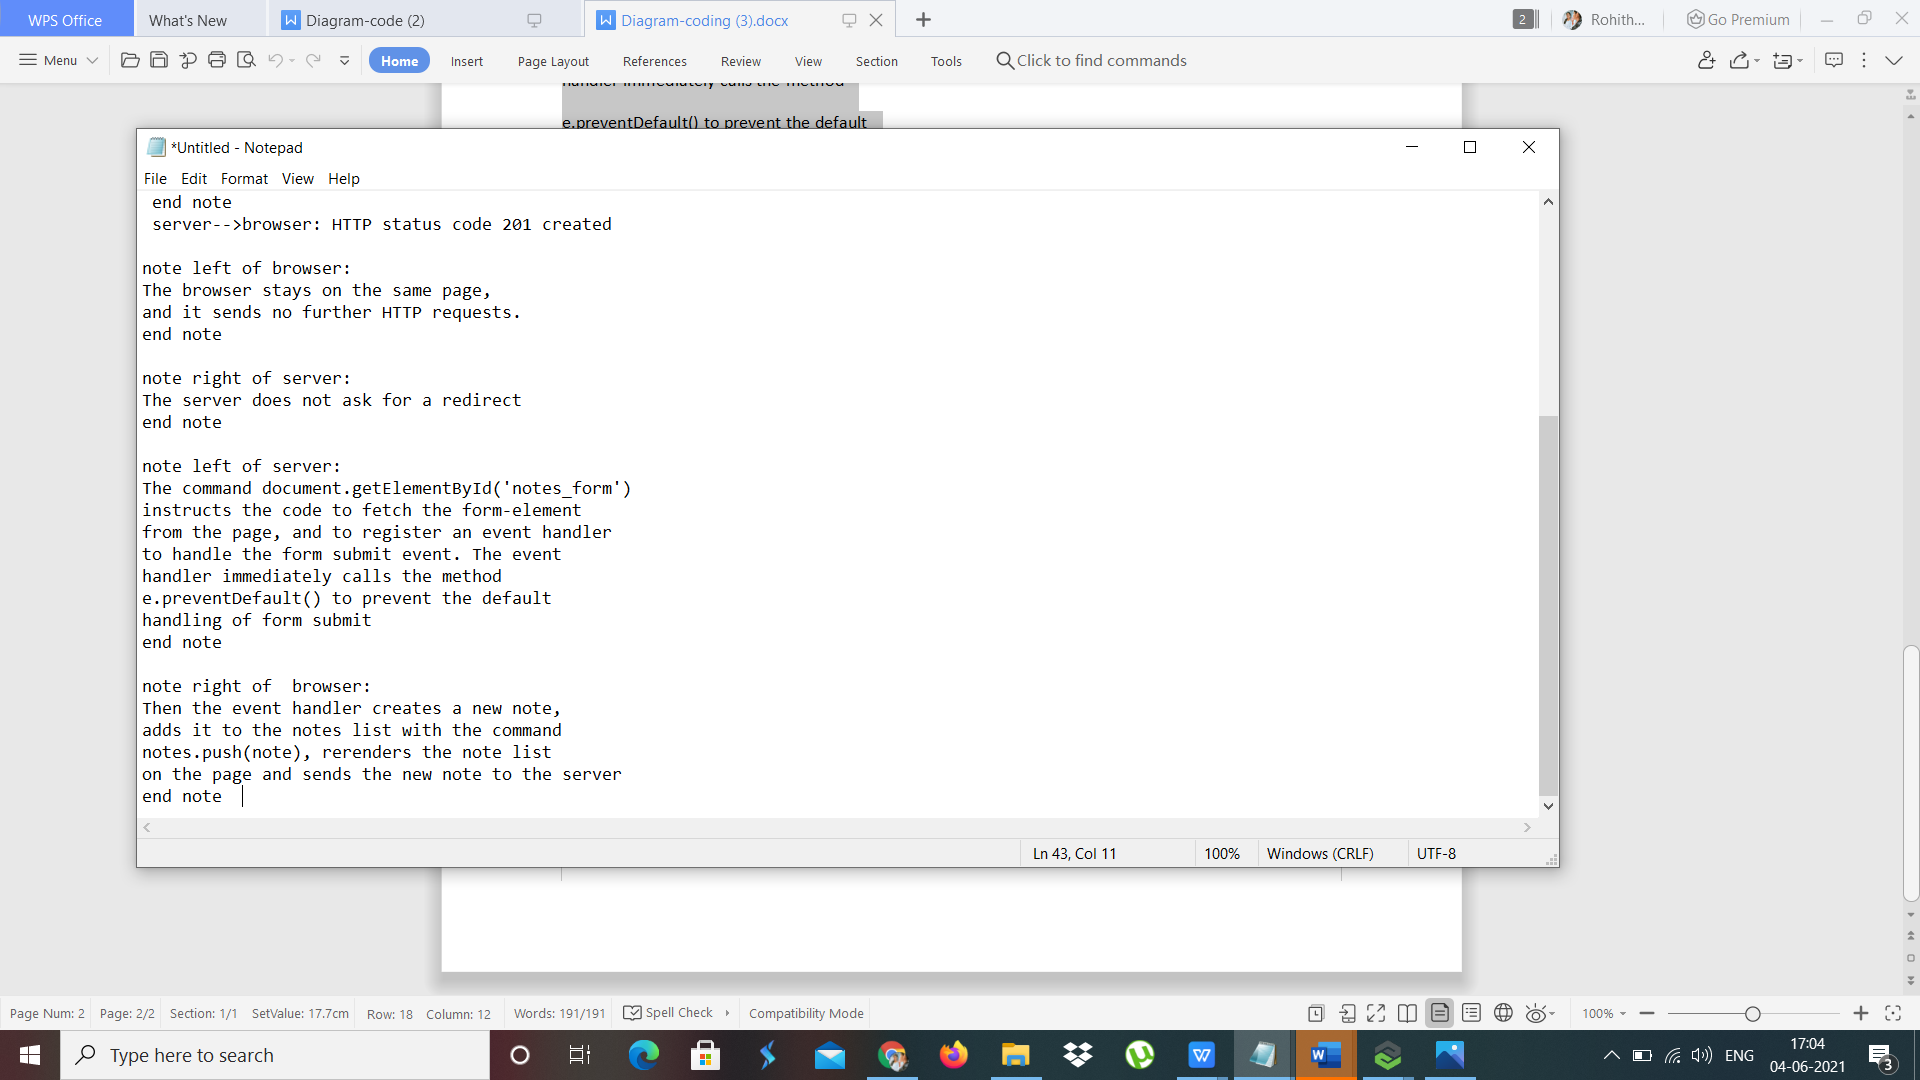 WPS Office
What's New
Diagram-code (2)
Diagram-coding (3).docx
2
Rohith...
Go Premium
Menu
Home
Insert
Page Layout
References
Review
View
Section
Tools
Click to find commands
handler immediately calls the method
e.preventDefault() to prevent the default
*Untitled - Notepad
File Edit Format View Help
end note
server-->browser: HTTP status code 201 created
note left of browser:
The browser stays on the same page,
and it sends no further HTTP requests.
end note
note right of server:
The server does not ask for a redirect
end note
note left of server:
The command document.getElementById('notes_form')
instructs the code to fetch the form-element
from the page, and to register an event handler
to handle the form submit event. The event
handler immediately calls the method
e.preventDefault() to prevent the default
handling of form submit
end note
note right of  browser:
Then the event handler creates a new note,
adds it to the notes list with the command
notes.push(note), rerenders the note list
on the page and sends the new note to the server
end note
Ln 43, Col 11
100%
Windows (CRLF)
UTF-8
Page Num: 2
Page: 2/2
Section: 1/1
SetValue: 17.7cm
Row: 18
Column: 12
Words: 191/191
Spell Check
Compatibility Mode
100%
Type here to search
ENG
17:04
04-06-2021
3